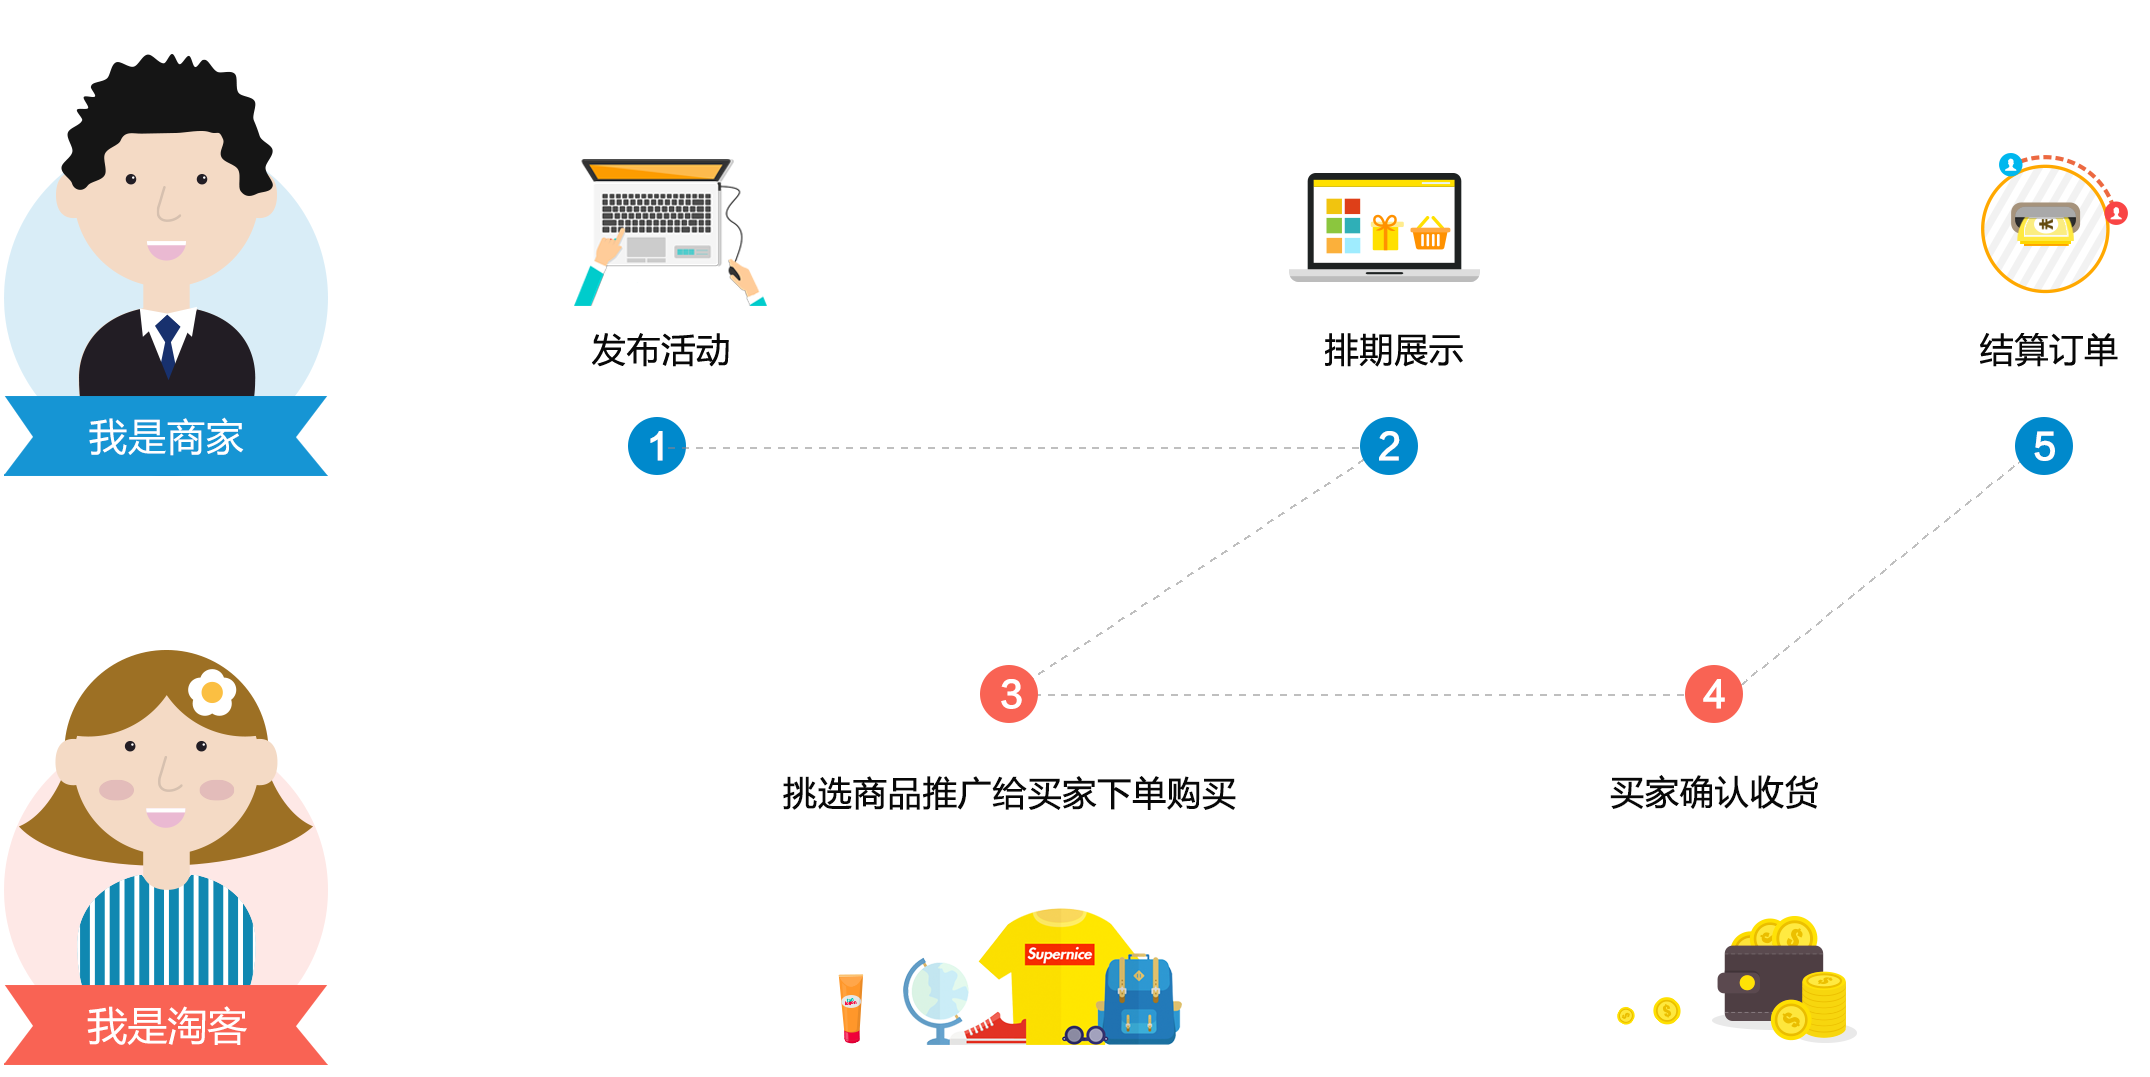 发布活动
排期展示
结算订单
我是商家
1
2
5
3
4
挑选商品推广给买家下单购买
买家确认收货
Supernice
我是淘客